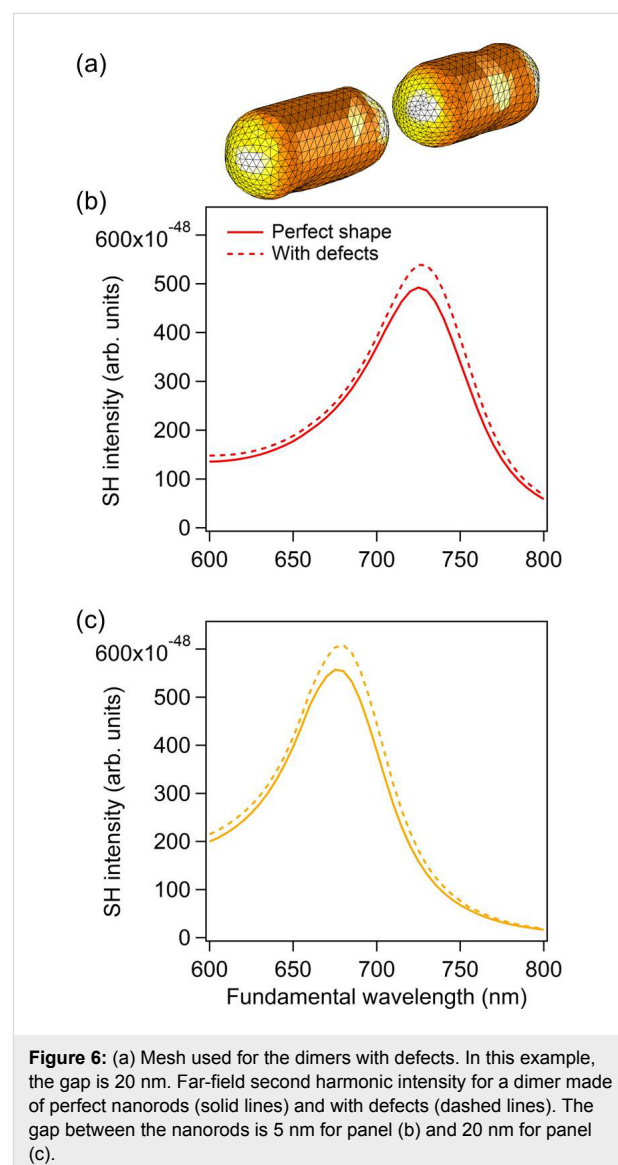 (a)
(b)
600x10⁻⁴⁸
Perfect shape
With defects
500
400
300
200
100
0
SH intensity (arb. units)
600 650 700 750 800
(c)
600x10⁻⁴⁸
500
400
300
200
100
0
SH intensity (arb. units)
600 650 700 750 800
Fundamental wavelength (nm)
Figure 6: (a) Mesh used for the dimers with defects. In this example,
the gap is 20 nm. Far-field second harmonic intensity for a dimer made
of perfect nanorods (solid lines) and with defects (dashed lines). The
gap between the nanorods is 5 nm for panel (b) and 20 nm for panel
(c).